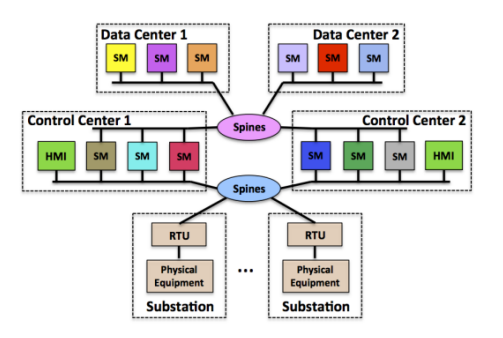 Data Center 1
Data Center 2
SM SM SM
SM SM SM
Control Center 1
Spines
Control Center 2
HMI SM SM SM
SM SM SM HMI
Spines
RTU
RTU
Physical
Equipment
...
Physical
Equipment
Substation
Substation